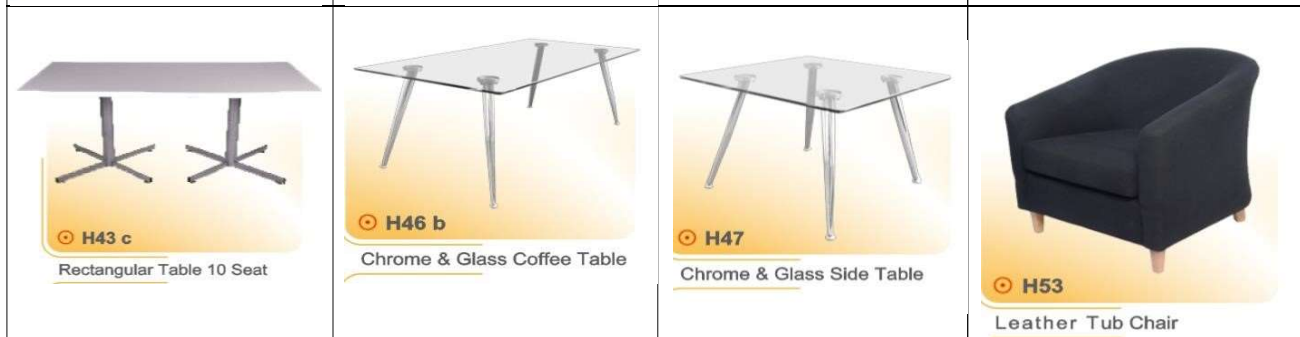 H43 c
Rectangular Table 10 Seat
H46 b
Chrome & Glass Coffee Table
H47
Chrome & Glass Side Table
H53
Leather Tub Chair